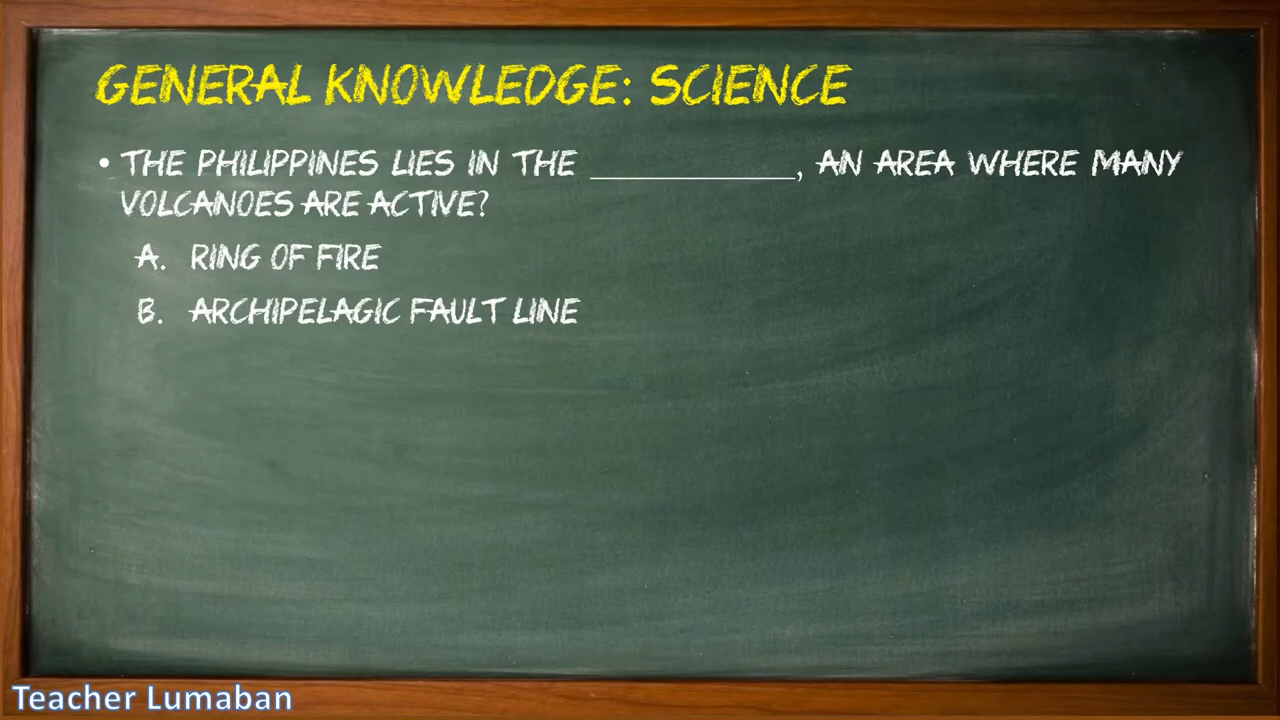 GENERAL KNOWLEDGE: SCIENCE
• THE PHILIPPINES LIES IN THE ____________, AN AREA WHERE MANY
VOLCANOES ARE ACTIVE?
A. RING OF FIRE
B. ARCHIPELAGIC FAULT LINE
Teacher Lumaban